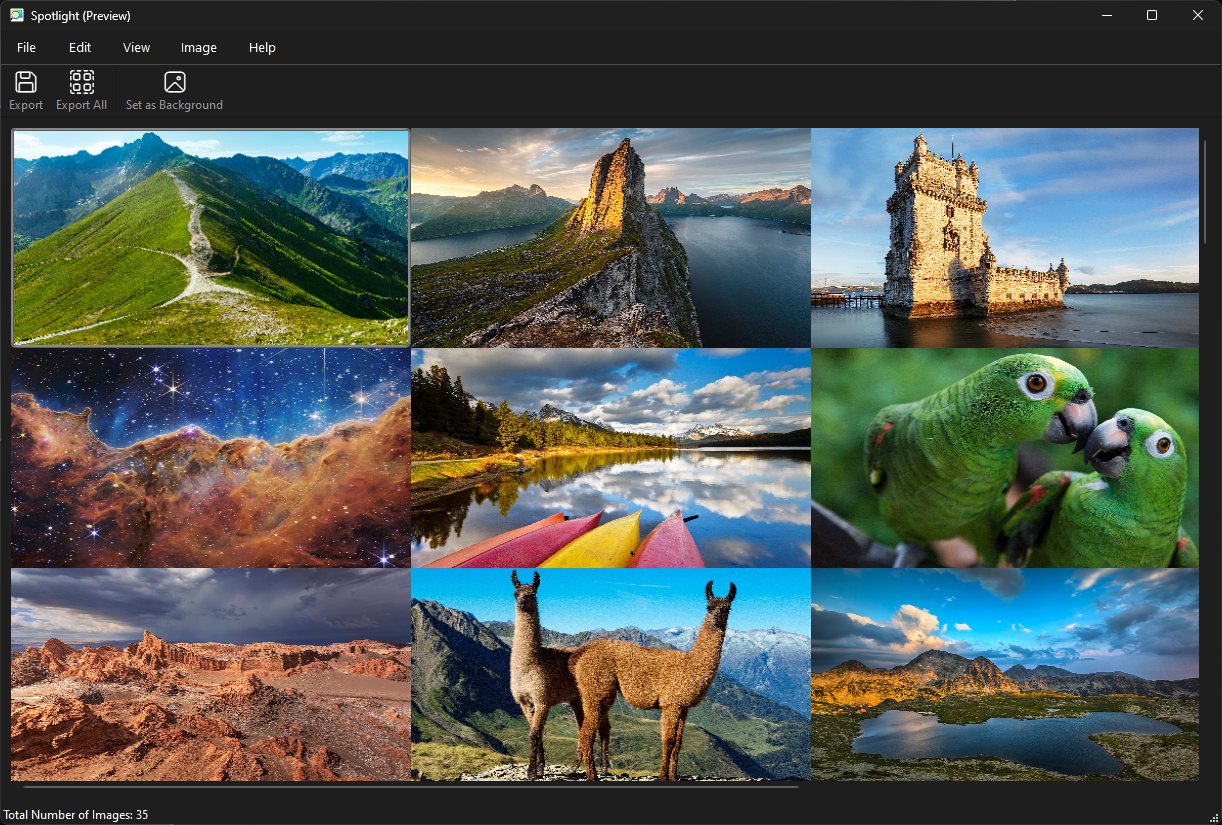 Spotlight (Preview)
File Edit View Image Help
Export Export All Set as Background
Total Number of Images: 35